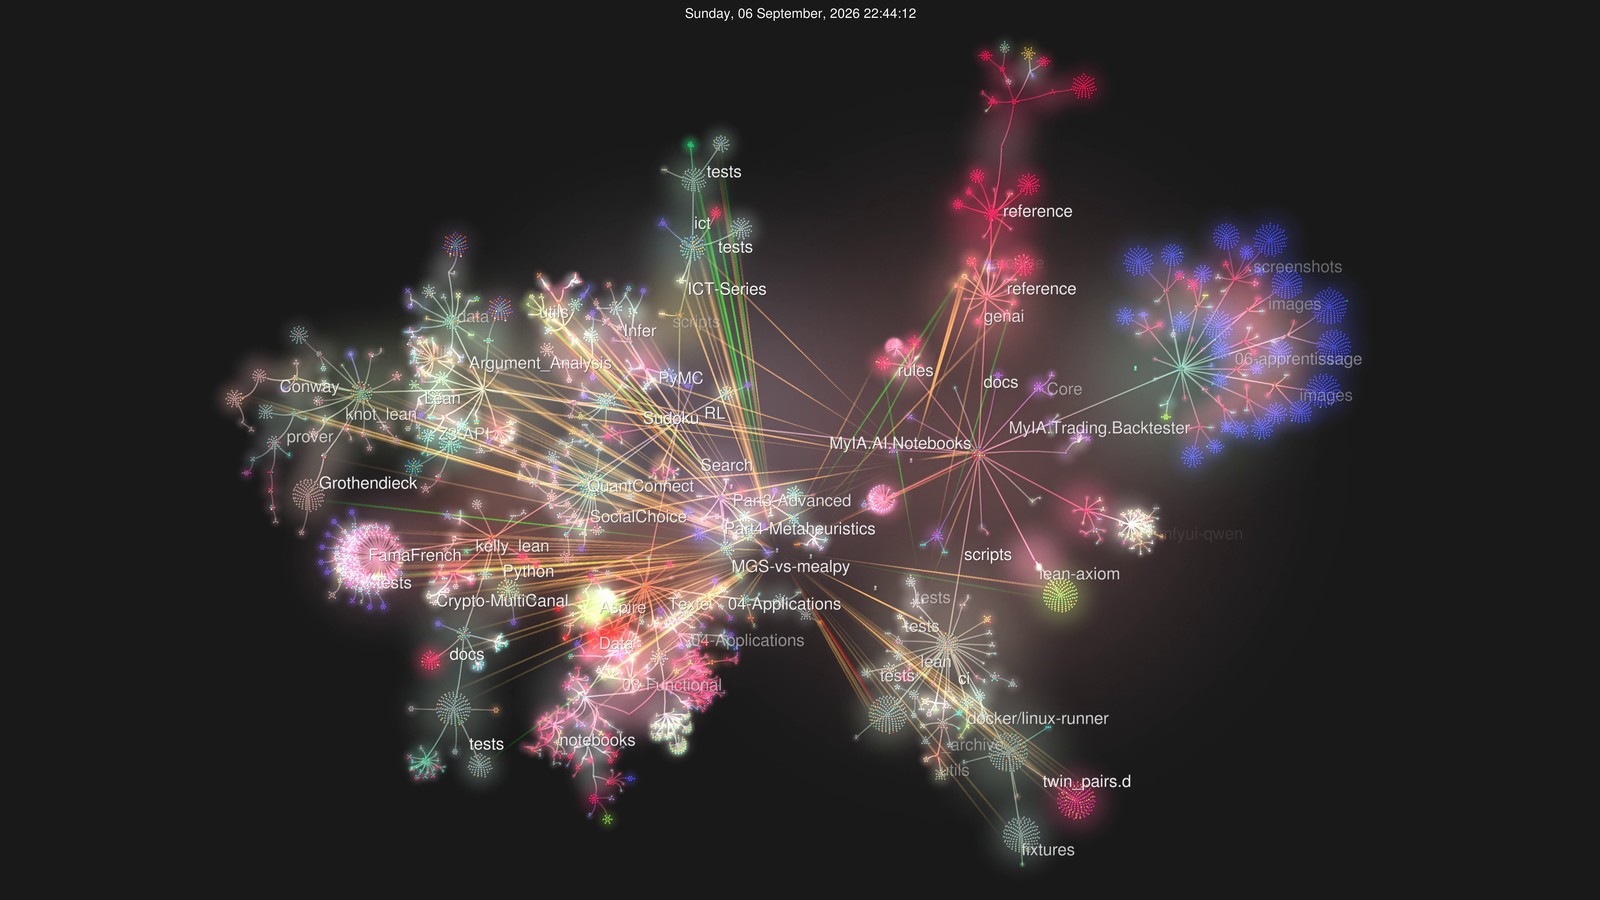 Sunday, 06 September, 2026 22:44:12
tests
reference
ict
tests
screenshots
ICT-Series
reference
images
data
utils
genai
scripts
Infer
06-apprentissage
Argument_Analysis
rules
PyMC
docs
Core
Conway
Lean
images
knot_lean
Sudoku
RL
MyIA.Trading.Backtester
prover
MyIA.AI.Notebooks
Search
Grothendieck
QuantConnect
Part3-Advanced
SocialChoice
Part4-Metaheuristics
kelly_lean
FamaFrench
scripts
Python
MGS-vs-mealpy
lean-axiom
tests
Crypto-MultiCanal
Aspire
04-Applications
tests
tests
Data
04-Applications
docs
lean
tests
ci
notebooks
docker/linux-runner
tests
archive
utils
twin_pairs.d
fixtures